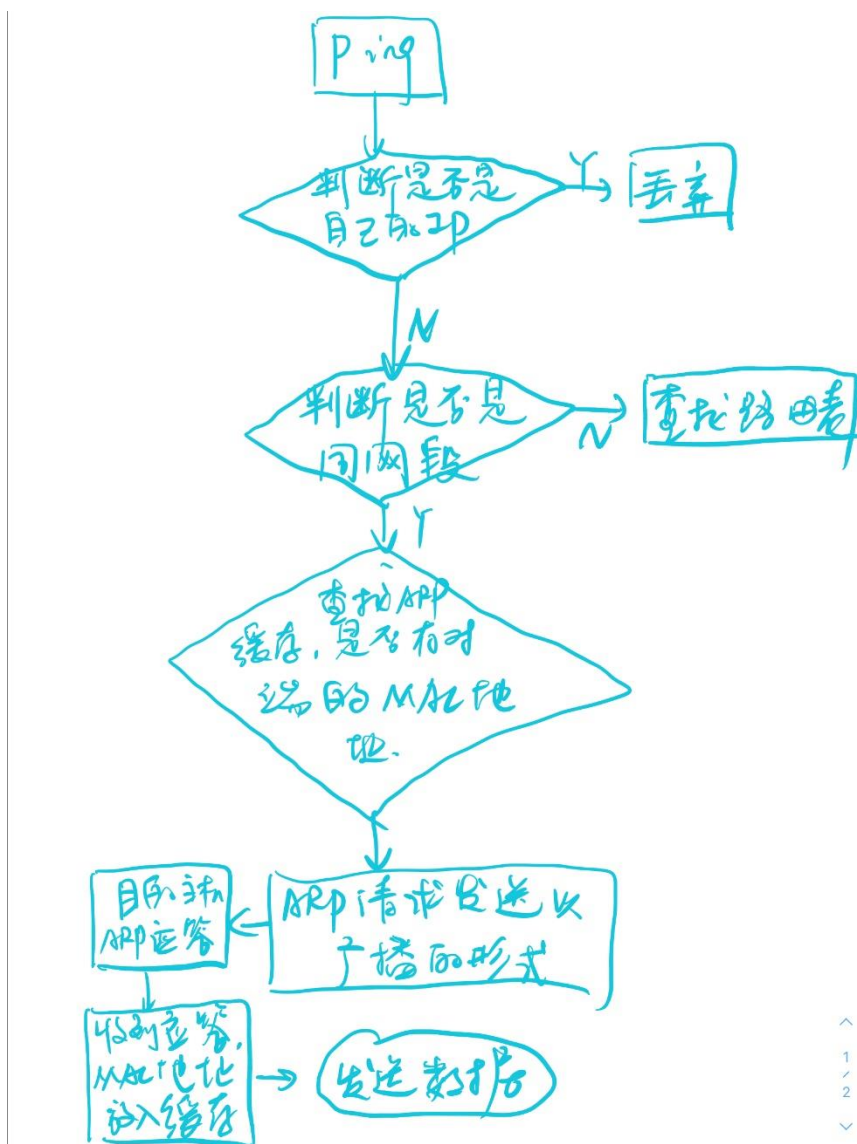 Ping
判断是否是
自己的IP
Y
丢弃
N
判断是否是
同网段
N
查找路由表
Y
查找ARP
缓存,是否有对
端的MAC地
址.
ARP请求发送以
广播的形式
目的主机
ARP应答
收到应答,
MAC地址
放入缓存
发送数据
1
/
2